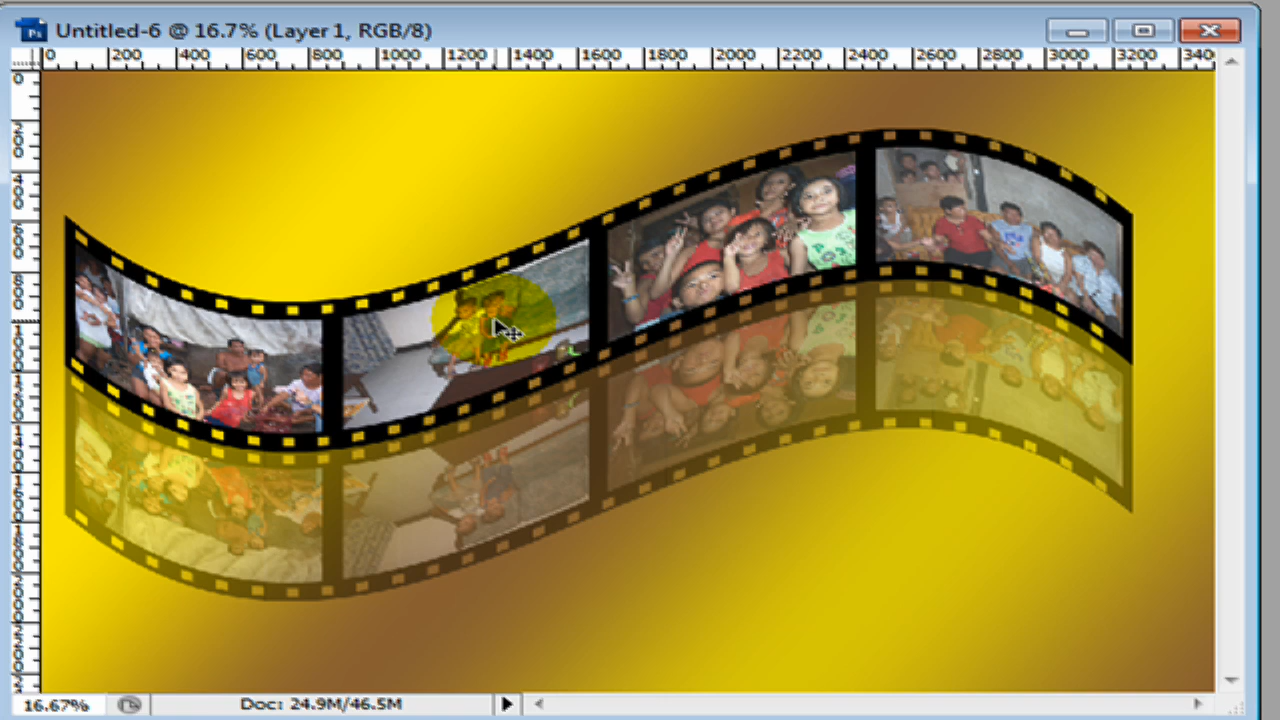 Untitled-6 @ 16.7% (Layer 1, RGB/8)
0 200 400 600 800 1000 1200 1400 1600 1800 2000 2200 2400 2600 2800 3000 3200 340
16.67% Doc: 24.9M/46.5M